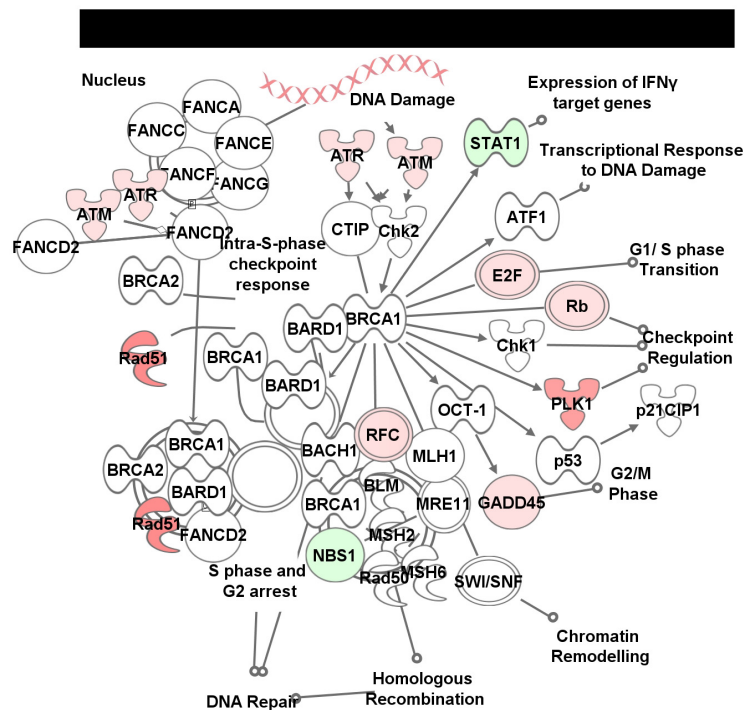 Nucleus
DNA Damage
Expression of IFNγ
target genes
FANCA
FANCC
FANCE
FANCF
FANCG
ATR
ATM
FANCD2
FANCD2
ATR
ATM
STAT1
Transcriptional Response
to DNA Damage
CTIP
Chk2
ATF1
Intra-S-phase
checkpoint
response
BRCA2
E2F
G1/ S phase
Transition
Rb
BARD1
BRCA1
Rad51
BRCA1
Chk1
Checkpoint
Regulation
BARD1
PLK1
p21CIP1
OCT-1
BRCA1
BRCA2
BACH1
RFC
MLH1
p53
BARD1
BLM
G2/M
Phase
BRCA1
MRE11
GADD45
Rad51
FANCD2
MSH2
NBS1
S phase and
G2 arrest
Rad50
MSH6
SWI/SNF
Chromatin
Remodelling
Homologous
Recombination
DNA Repair